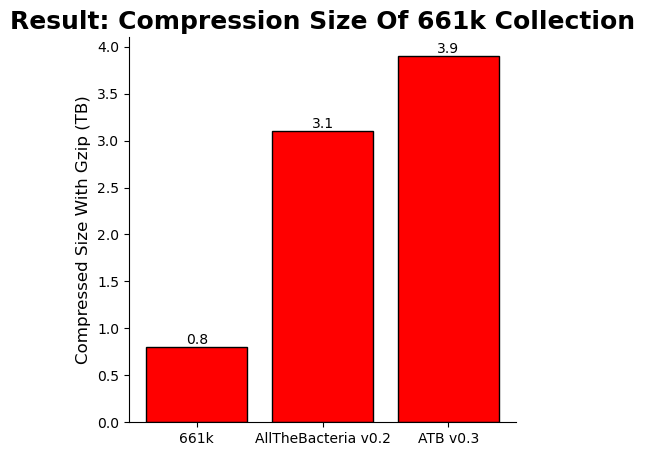 Result: Compression Size Of 661k Collection
Compressed Size With Gzip (TB)
4.0
3.5
3.0
2.5
2.0
1.5
1.0
0.5
0.0
0.8
3.1
3.9
661k
AllTheBacteria v0.2
ATB v0.3